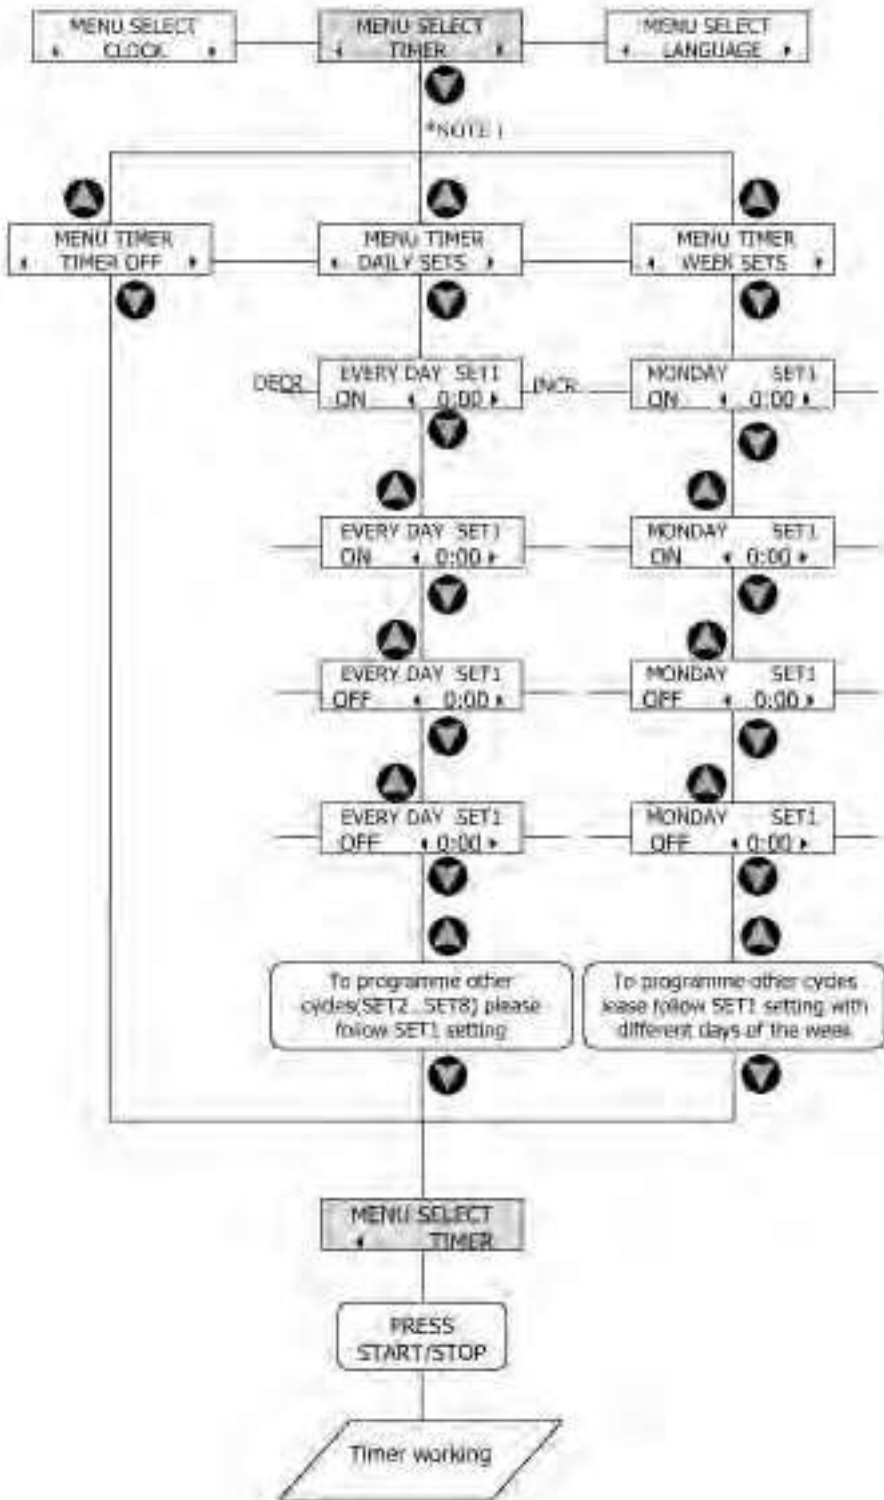 MENU SELECT
CLOCK
MENU SELECT
TIMER
MENU SELECT
LANGUAGE
*NOTE 1
MENU TIMER
TIMER OFF
MENU TIMER
DAILY SETS
MENU TIMER
WEEK SETS
DECR
EVERY DAY SET1
ON 0:00
INCR
MONDAY SET1
ON 0:00
EVERY DAY SET1
ON 0:00
MONDAY SET1
ON 0:00
EVERY DAY SET1
OFF 0:00
MONDAY SET1
OFF 0:00
EVERY DAY SET1
OFF 0:00
MONDAY SET1
OFF 0:00
To programme other
cycles(SET2...SET8) please
follow SET1 setting
To programme other cycles
lease follow SET1 setting with
different days of the week
MENU SELECT
TIMER
PRESS
START/STOP
Timer working